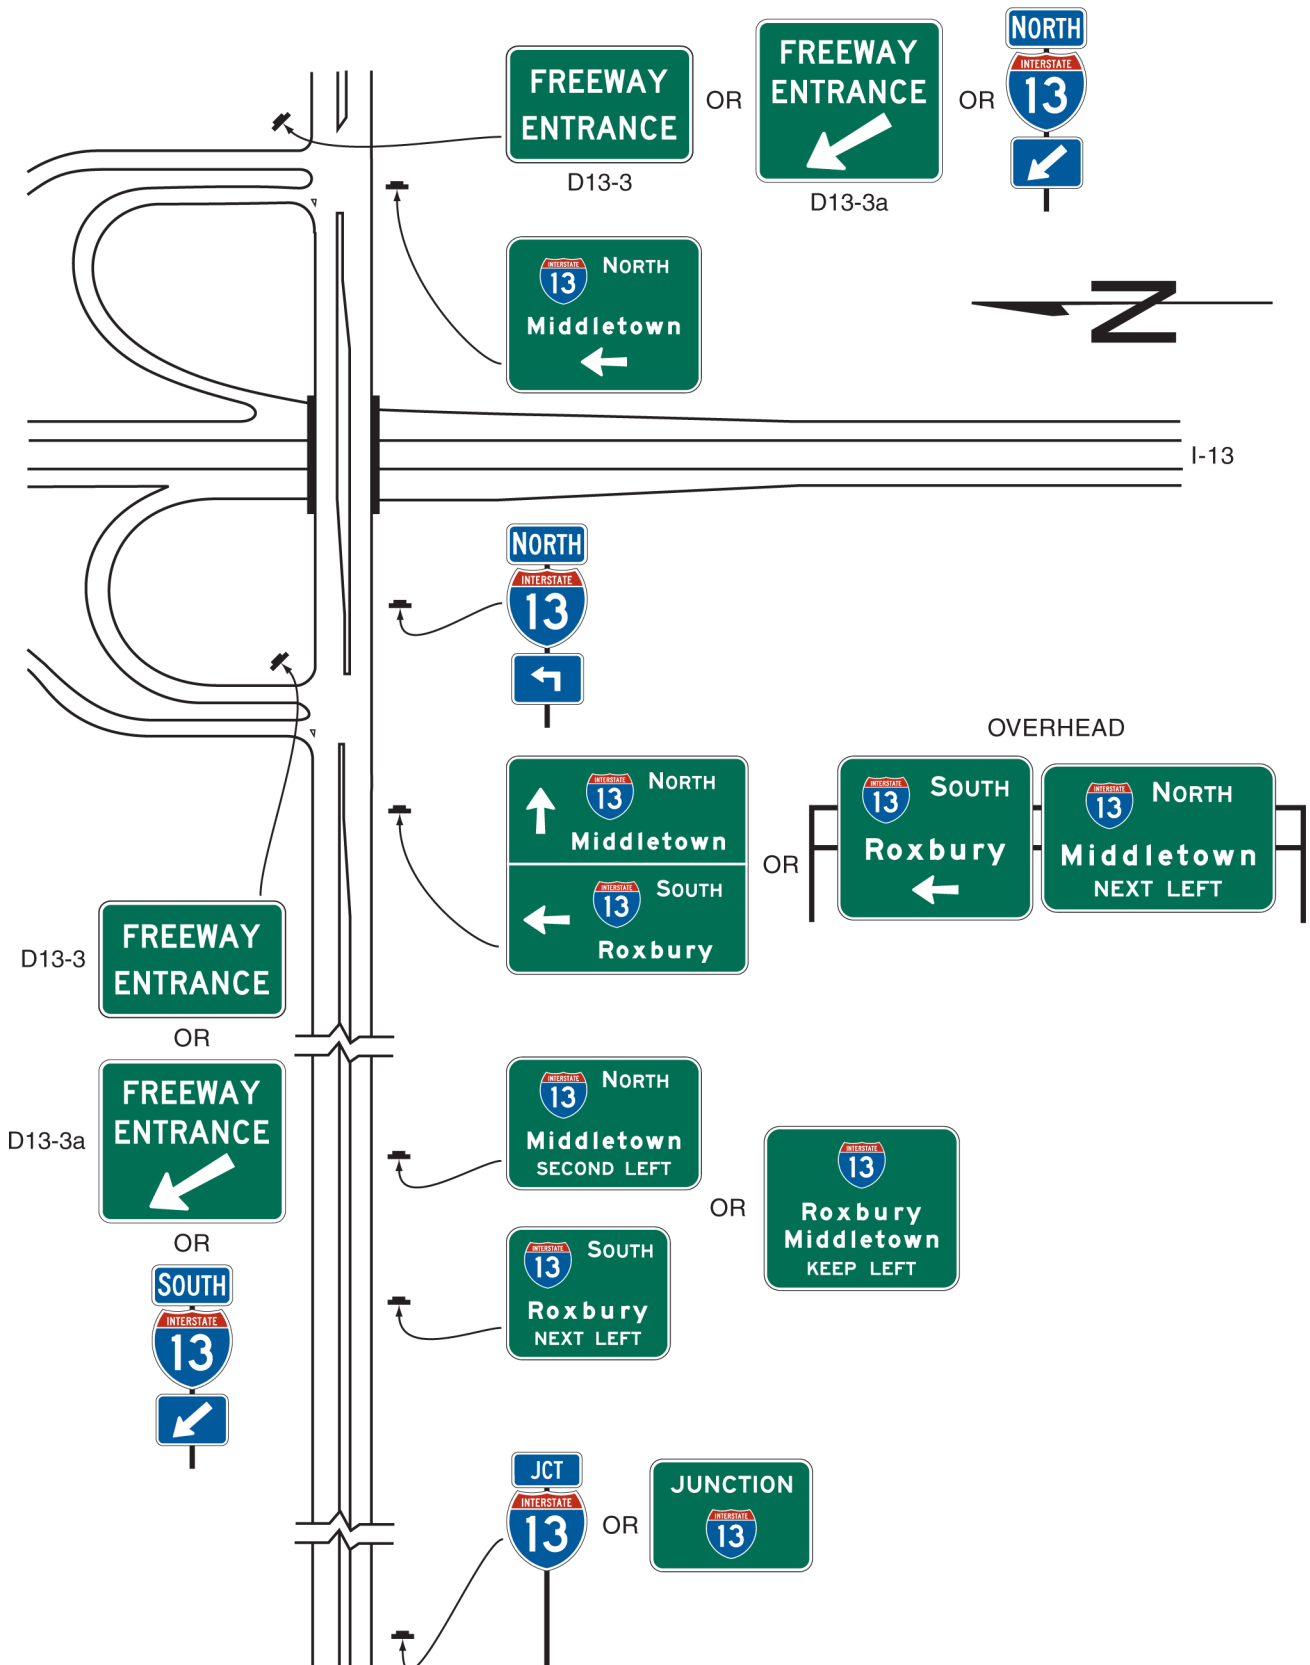 FREEWAY
ENTRANCE
D13-3
OR
FREEWAY
ENTRANCE
D13-3a
OR
NORTH
INTERSTATE
13
INTERSTATE
13
NORTH
Middletown
N
I-13
NORTH
INTERSTATE
13
OVERHEAD
INTERSTATE
13
NORTH
Middletown
INTERSTATE
13
SOUTH
Roxbury
OR
INTERSTATE
13
SOUTH
Roxbury
INTERSTATE
13
NORTH
Middletown
NEXT LEFT
D13-3
FREEWAY
ENTRANCE
OR
D13-3a
FREEWAY
ENTRANCE
OR
SOUTH
INTERSTATE
13
INTERSTATE
13
NORTH
Middletown
SECOND LEFT
INTERSTATE
13
SOUTH
Roxbury
NEXT LEFT
OR
INTERSTATE
13
Roxbury
Middletown
KEEP LEFT
JCT
INTERSTATE
13
OR
JUNCTION
INTERSTATE
13